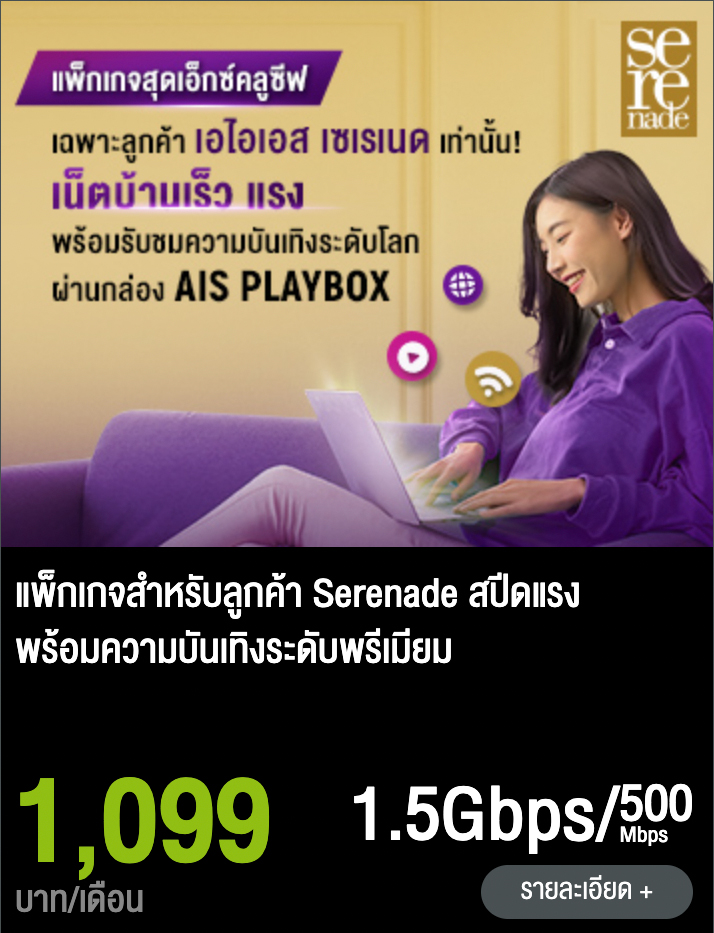 se
re
nade
แพ็กเกจสุดเอ็กซ์คลูซีฟ
เฉพาะลูกค้า เอไอเอส เซเรเนด เท่านั้น!
เน็ตบ้านเร็ว แรง
พร้อมรับชมความบันเทิงระดับโลก
ผ่านกล่อง AIS PLAYBOX
แพ็กเกจสำหรับลูกค้า Serenade สปีดแรง
พร้อมความบันเทิงระดับพรีเมียม
1,099
บาท/เดือน
1.5Gbps/500
Mbps
รายละเอียด +